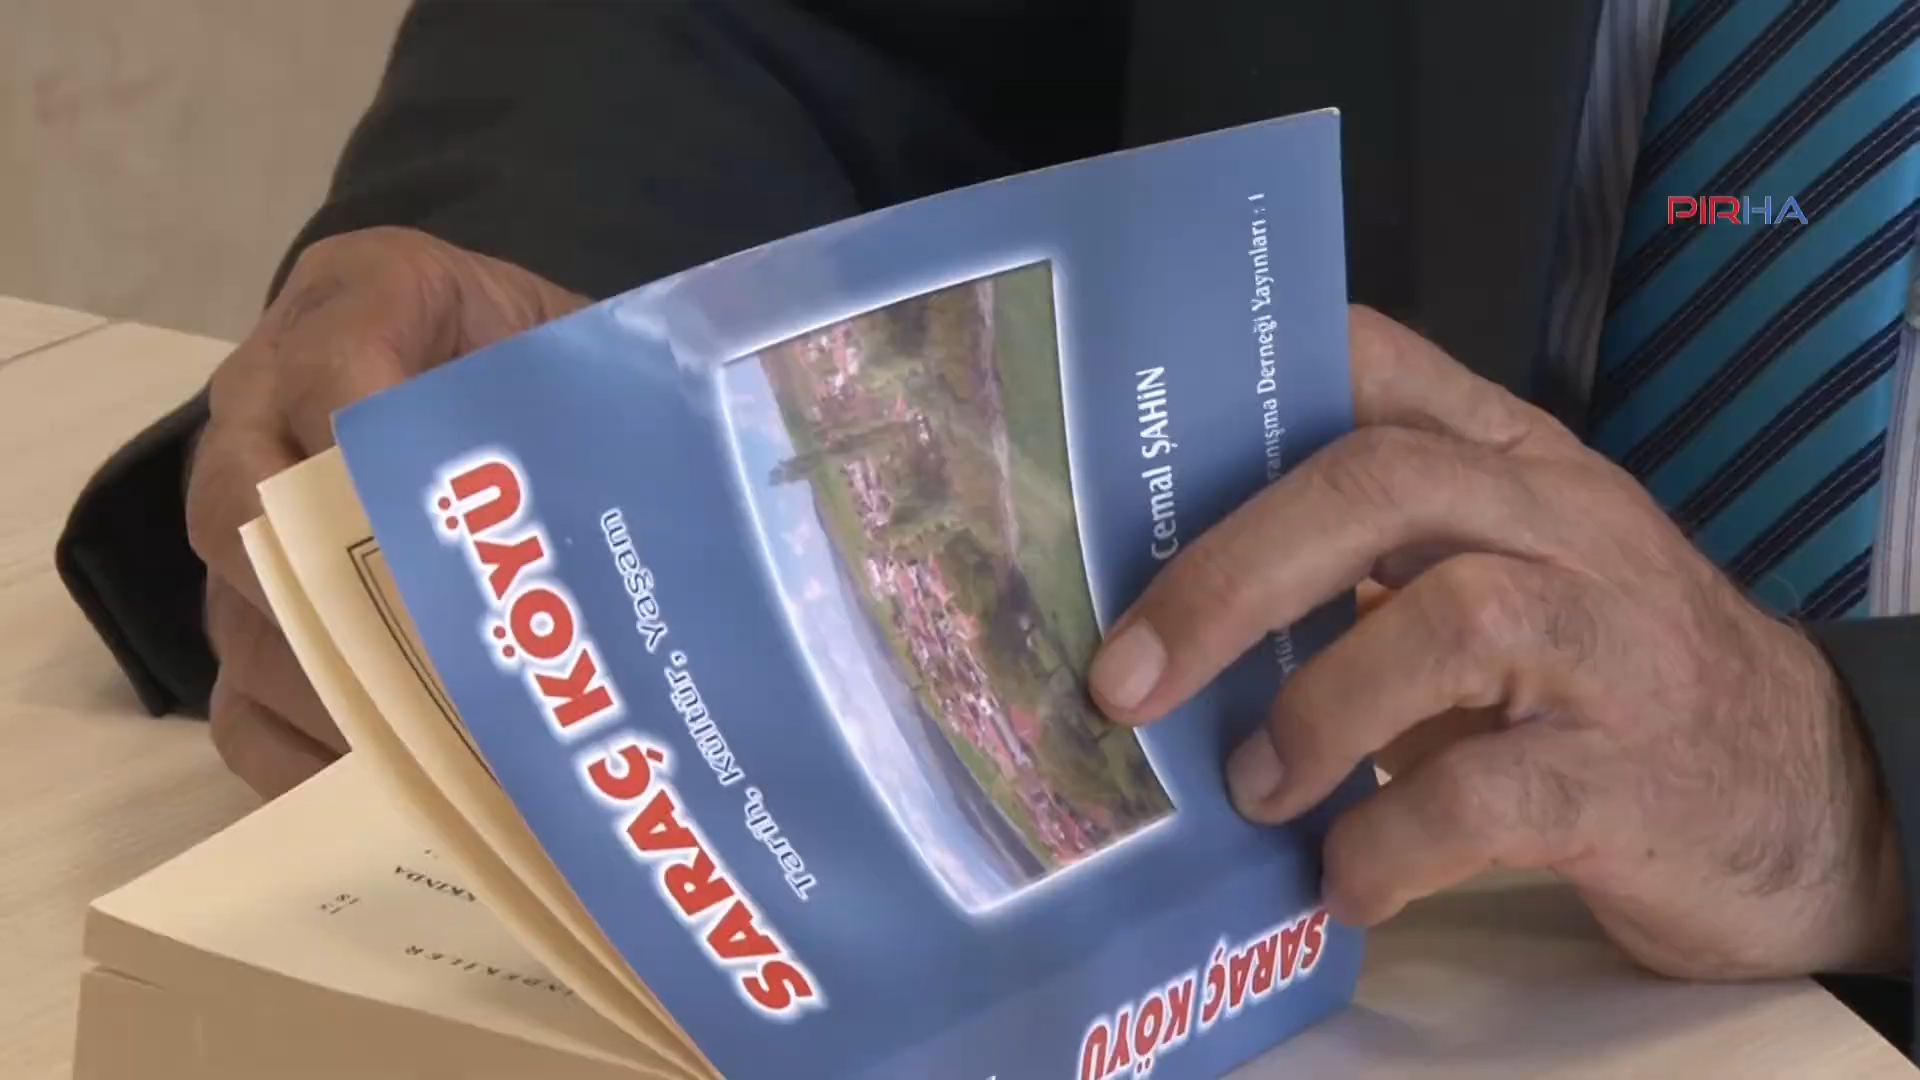 PIRHA
SARAÇ KÖYÜ
Tarih, Kültür, Yaşam
Cemal ŞAHİN
Derneği Yayınları : 1
SARAÇ KÖYÜ